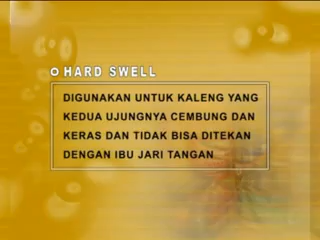 HARD SWELL
DIGUNAKAN UNTUK KALENG YANG
KEDUA UJUNGNYA CEMBUNG DAN
KERAS DAN TIDAK BISA DITEKAN
DENGAN IBU JARI TANGAN